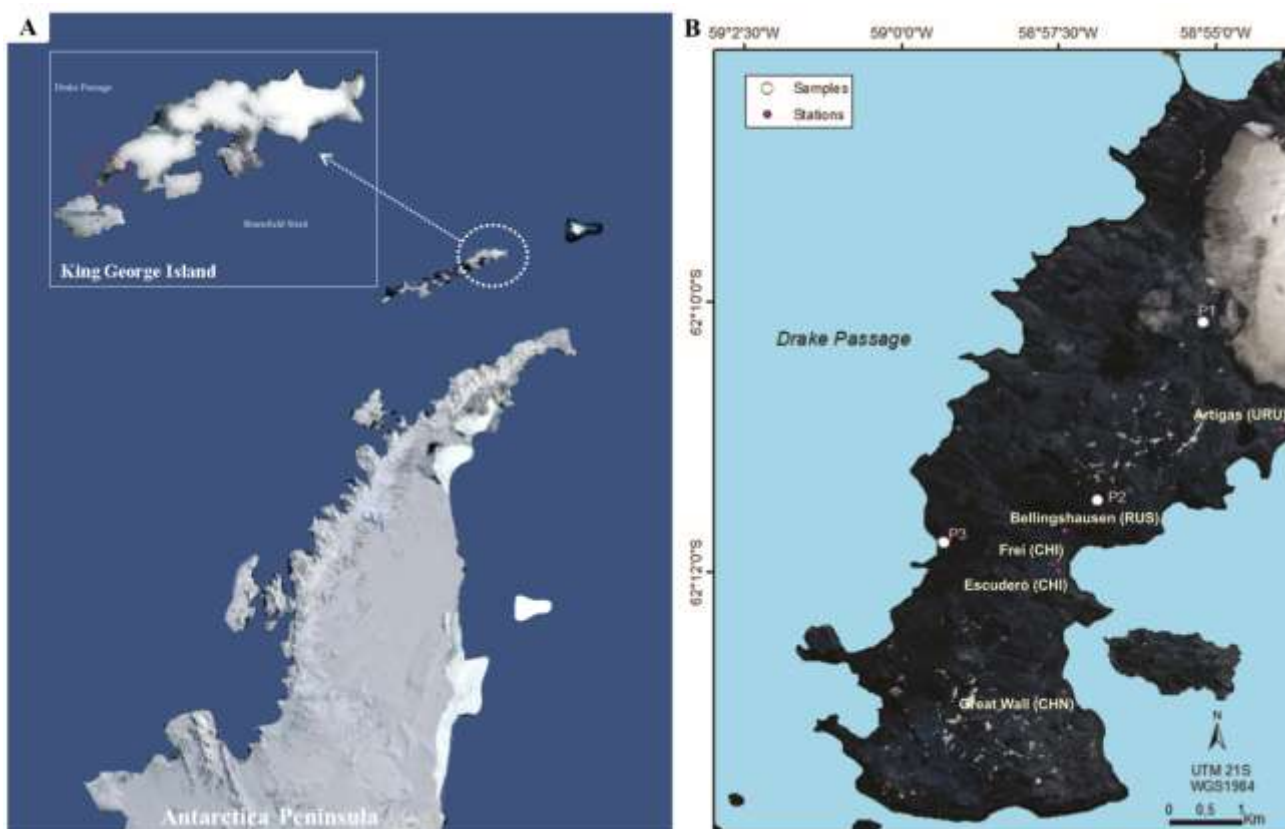 A
Drake Passage
Bransfield Strait
King George Island
Antarctica Peninsula
B
59°2'30"W
59°0'0"W
58°57'30"W
58°55'0"W
Samples
Stations
62°10'0"S
P1
Drake Passage
Artigas (URU)
P2
Bellingshausen (RUS)
P3
Frei (CHI)
62°12'0"S
Escudero (CHI)
Great Wall (CHN)
N
UTM 21S
WGS1984
0 0,5 1
Km